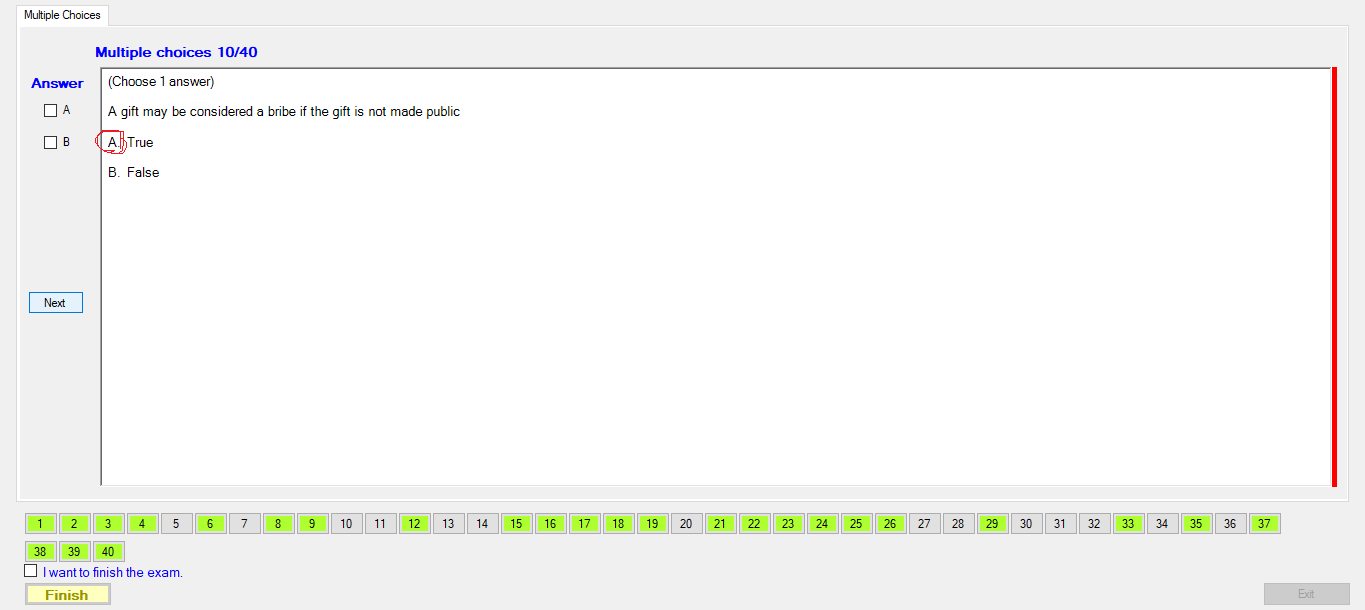 Multiple Choices
Multiple choices 10/40
Answer
(Choose 1 answer)
A
A gift may be considered a bribe if the gift is not made public
B
A. True
B. False
Next
1 2 3 4 5 6 7 8 9 10 11 12 13 14 15 16 17 18 19 20 21 22 23 24 25 26 27 28 29 30 31 32 33 34 35 36 37
38 39 40
I want to finish the exam.
Finish
Exit